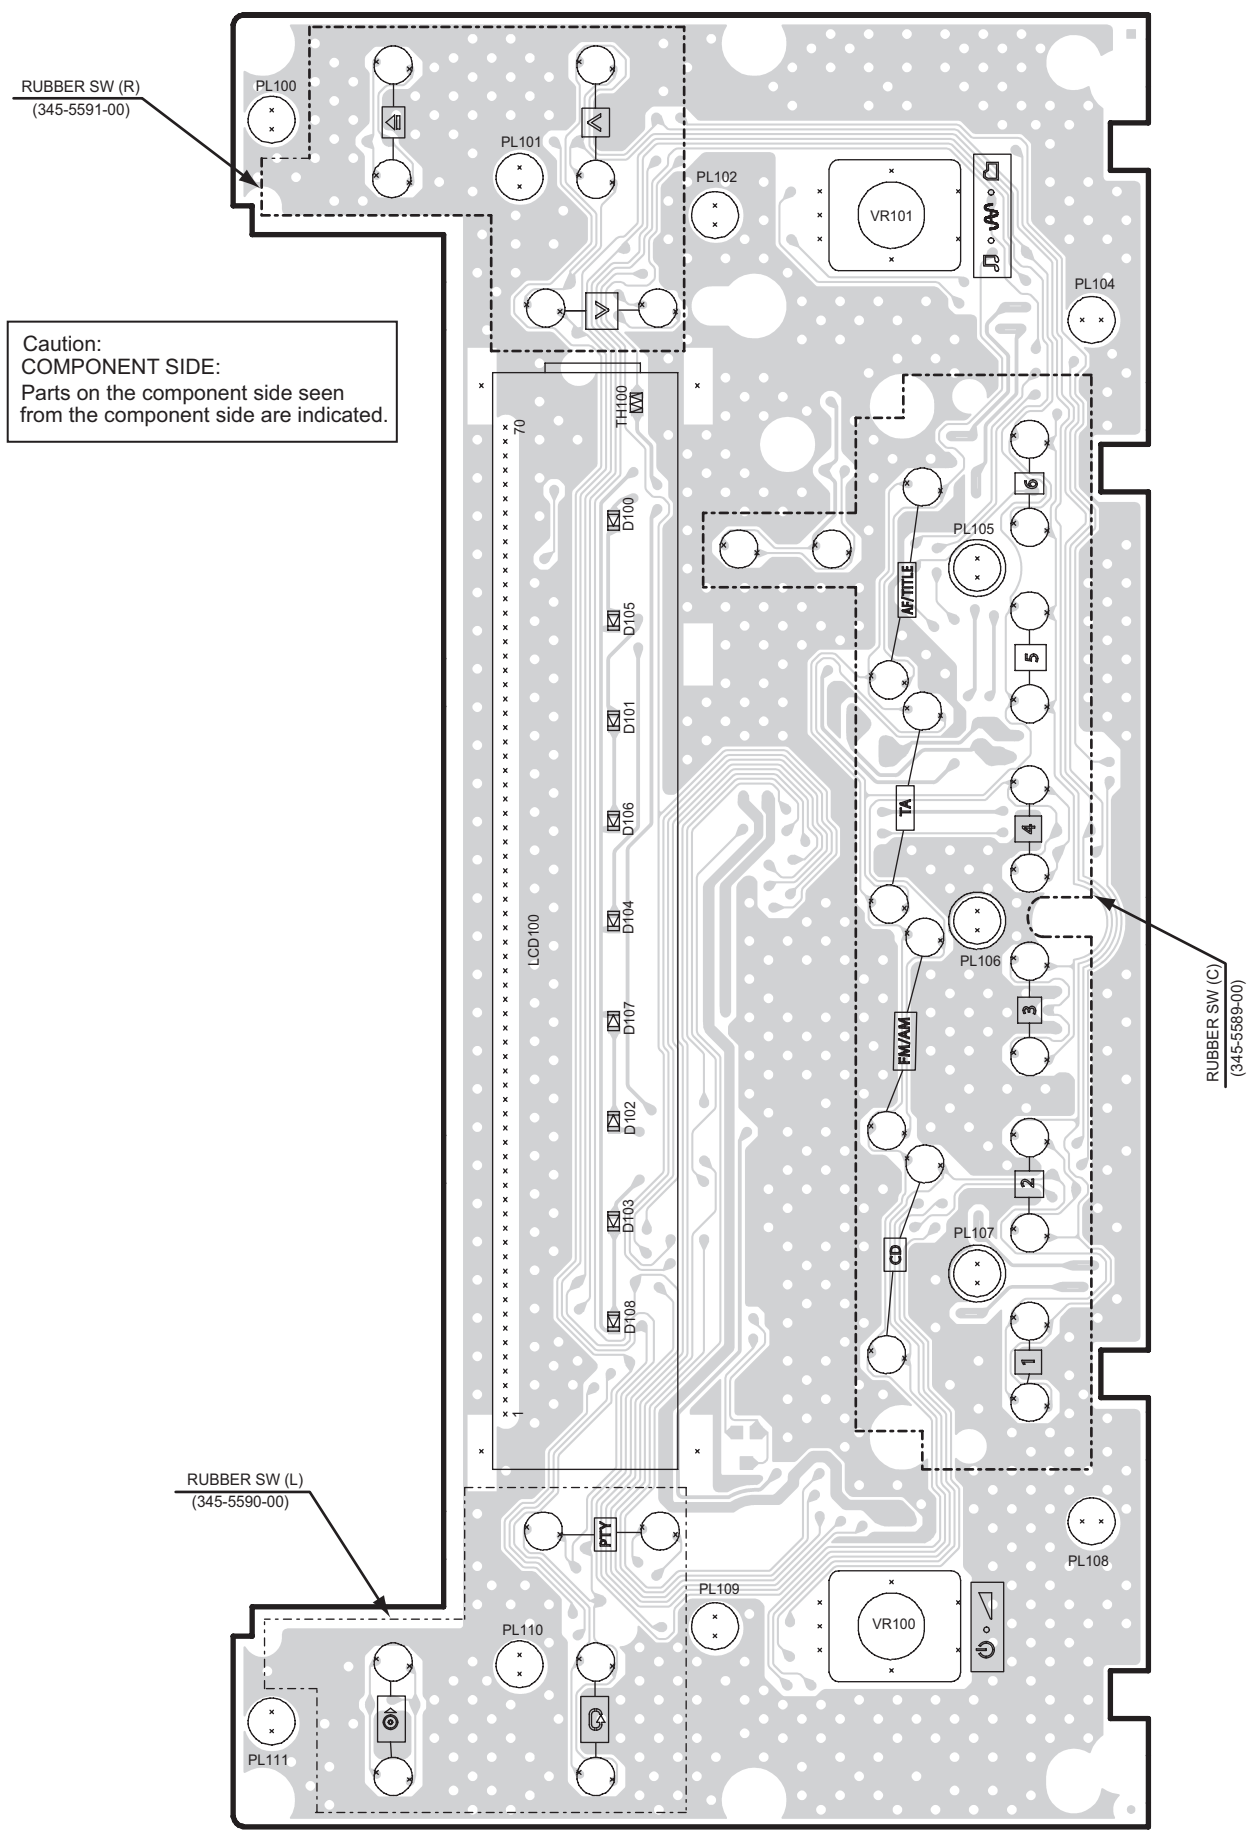 RUBBER SW (R)
(345-5591-00)
PL100
PL101
PL102
VR101
PL104
Caution:
COMPONENT SIDE:
Parts on the component side seen
from the component side are indicated.
TH100
70
6
D100
PL105
AF/TITLE
D105
5
D101
TA
D106
4
LCD100
D104
PL106
RUBBER SW (C)
(345-5589-00)
3
FM/AM
D107
D102
2
D103
PL107
CD
D108
1
1
RUBBER SW (L)
(345-5590-00)
PTY
PL108
PL109
VR100
PL110
PL111